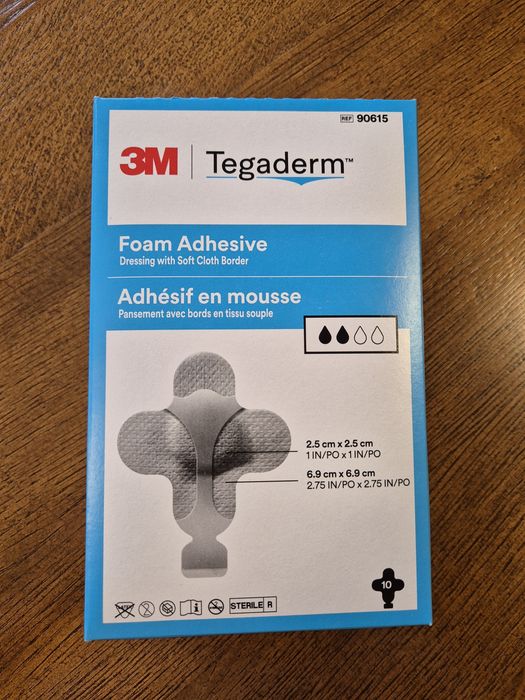 REF 90615
3M | Tegaderm™
Foam Adhesive
Dressing with Soft Cloth Border
Adhésif en mousse
Pansement avec bords en tissu souple
2.5 cm x 2.5 cm
1 IN/PO x 1 IN/PO
6.9 cm x 6.9 cm
2.75 IN/PO x 2.75 IN/PO
10
LATEX
2
i
STERILE R